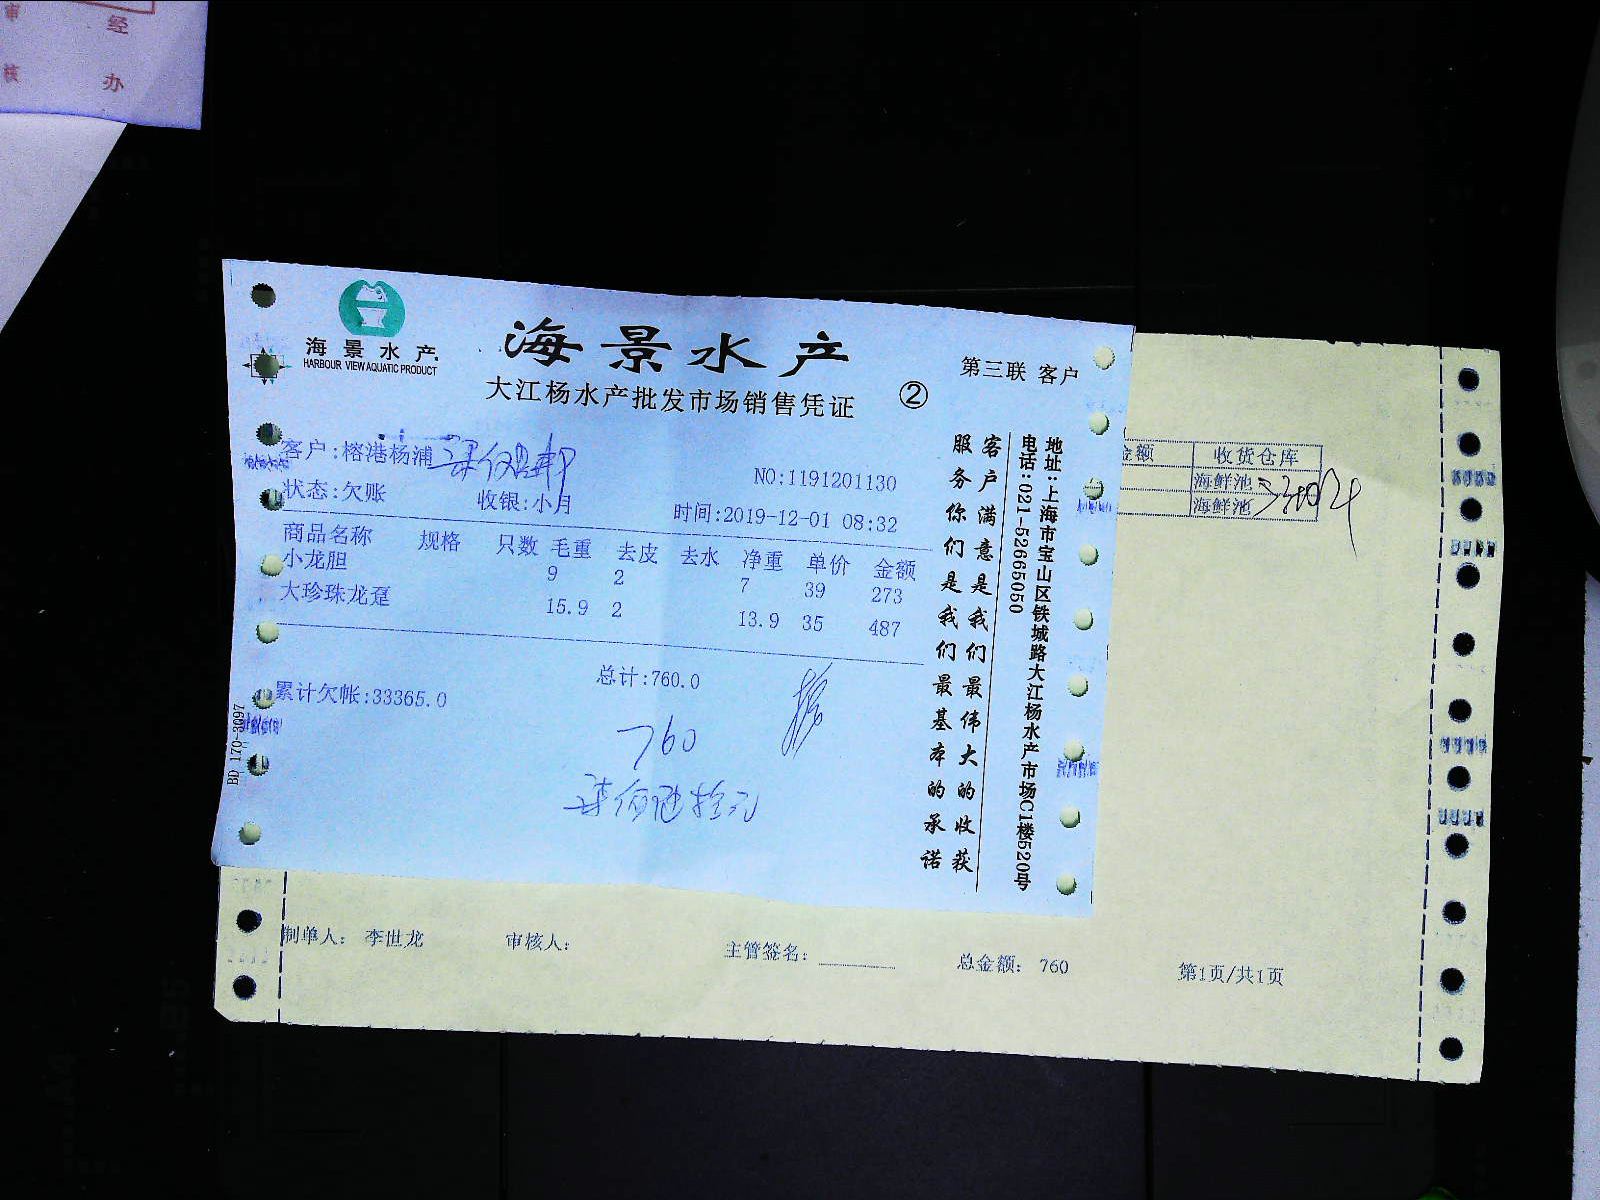 审 经
核 办
海景水产
HARBOUR VIEW AQUATIC PRODUCT
海景水产
大江杨水产批发市场销售凭证
②
第三联 客户
客户:榕港杨浦
NO:1191201130
状态:欠账 收银:小月 时间:2019-12-01 08:32
商品名称 规格 只数 毛重 去皮 去水 净重 单价 金额
小龙胆 9 2 7 39 273
大珍珠龙趸 15.9 2 13.9 35 487
总计:760.0
累计欠帐:33365.0
760
柒佰陆拾元
BD 170-3097
客户满意是我们最伟大的收获
服务你们是我们最基本的承诺
地址:上海市宝山区铁城路大江杨水产市场C1楼520号
电话:021-52665050
金额 收货仓库
海鲜池
海鲜池
制单人: 李世龙 审核人: 主管签名: 总金额: 760 第1页/共1页